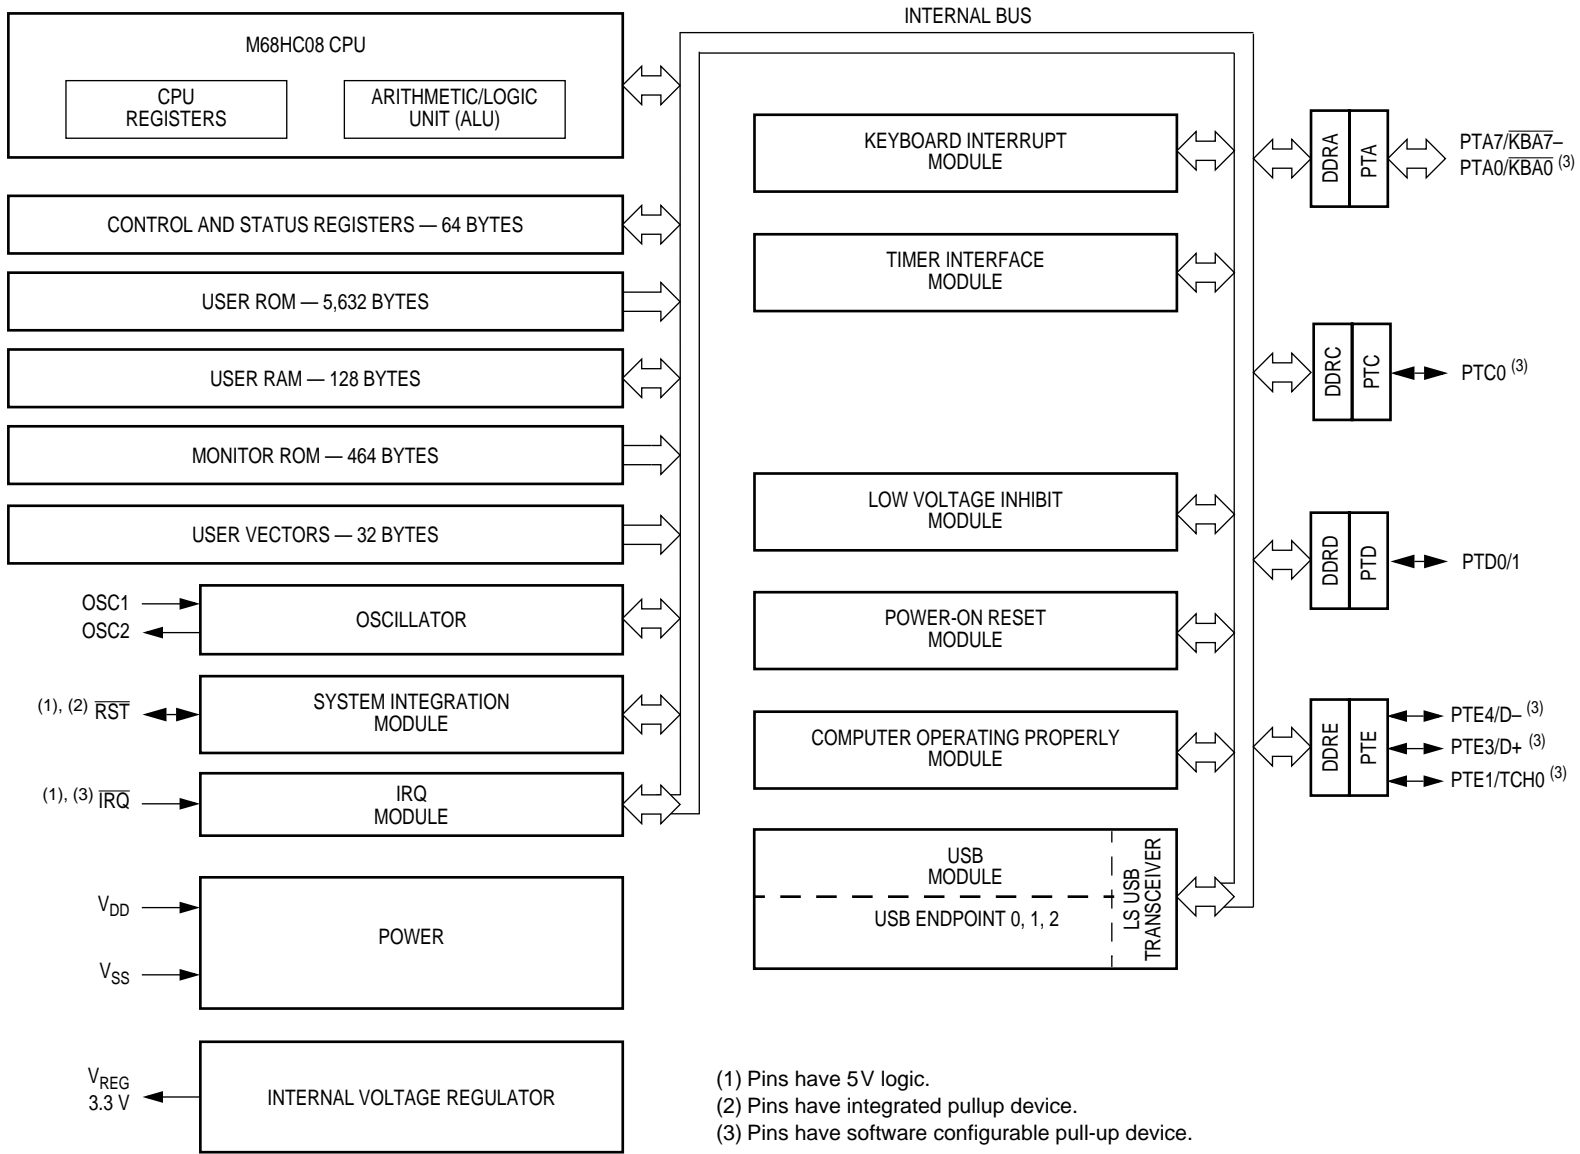 INTERNAL BUS
M68HC08 CPU
CPU
REGISTERS
ARITHMETIC/LOGIC
UNIT (ALU)
CONTROL AND STATUS REGISTERS — 64 BYTES
USER ROM — 5,632 BYTES
USER RAM — 128 BYTES
MONITOR ROM — 464 BYTES
USER VECTORS — 32 BYTES
OSC1
OSC2
OSCILLATOR
(1), (2) R̅S̅T̅
SYSTEM INTEGRATION
MODULE
(1), (3) I̅R̅Q̅
IRQ
MODULE
VDD
VSS
POWER
VREG
3.3 V
INTERNAL VOLTAGE REGULATOR
KEYBOARD INTERRUPT
MODULE
TIMER INTERFACE
MODULE
LOW VOLTAGE INHIBIT
MODULE
POWER-ON RESET
MODULE
COMPUTER OPERATING PROPERLY
MODULE
USB
MODULE
USB ENDPOINT 0, 1, 2
LS USB
TRANSCEIVER
DDRA
PTA
PTA7/K̅B̅A̅7̅–
PTA0/K̅B̅A̅0̅ (3)
DDRC
PTC
PTC0 (3)
DDRD
PTD
PTD0/1
DDRE
PTE
PTE4/D– (3)
PTE3/D+ (3)
PTE1/TCH0 (3)
(1) Pins have 5V logic.
(2) Pins have integrated pullup device.
(3) Pins have software configurable pull-up device.